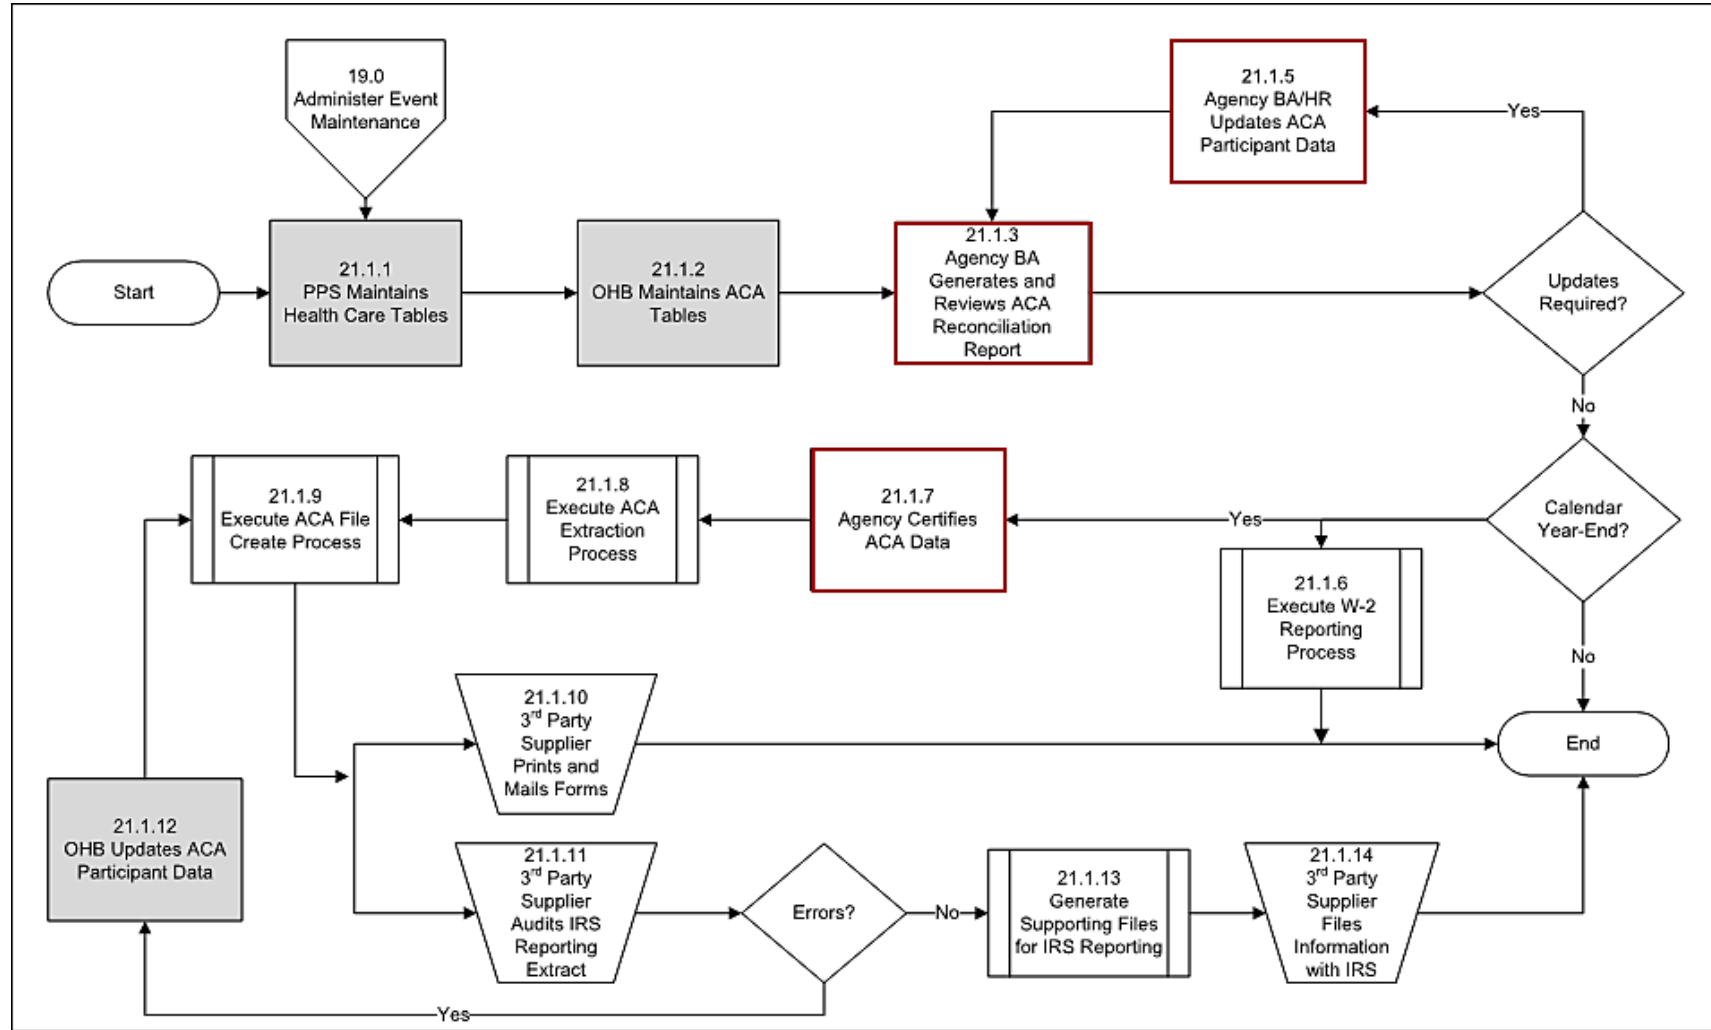 19.0
Administer Event
Maintenance
21.1.5
Agency BA/HR
Updates ACA
Participant Data
Yes
Start
21.1.1
PPS Maintains
Health Care Tables
21.1.2
OHB Maintains ACA
Tables
21.1.3
Agency BA
Generates and
Reviews ACA
Reconciliation
Report
Updates
Required?
No
21.1.9
Execute ACA File
Create Process
21.1.8
Execute ACA
Extraction
Process
21.1.7
Agency Certifies
ACA Data
Yes
Calendar
Year-End?
21.1.6
Execute W-2
Reporting
Process
No
21.1.10
3rd Party
Supplier
Prints and
Mails Forms
End
21.1.12
OHB Updates ACA
Participant Data
21.1.11
3rd Party
Supplier
Audits IRS
Reporting
Extract
Errors?
No
21.1.13
Generate
Supporting Files
for IRS Reporting
21.1.14
3rd Party
Supplier
Files
Information
with IRS
Yes